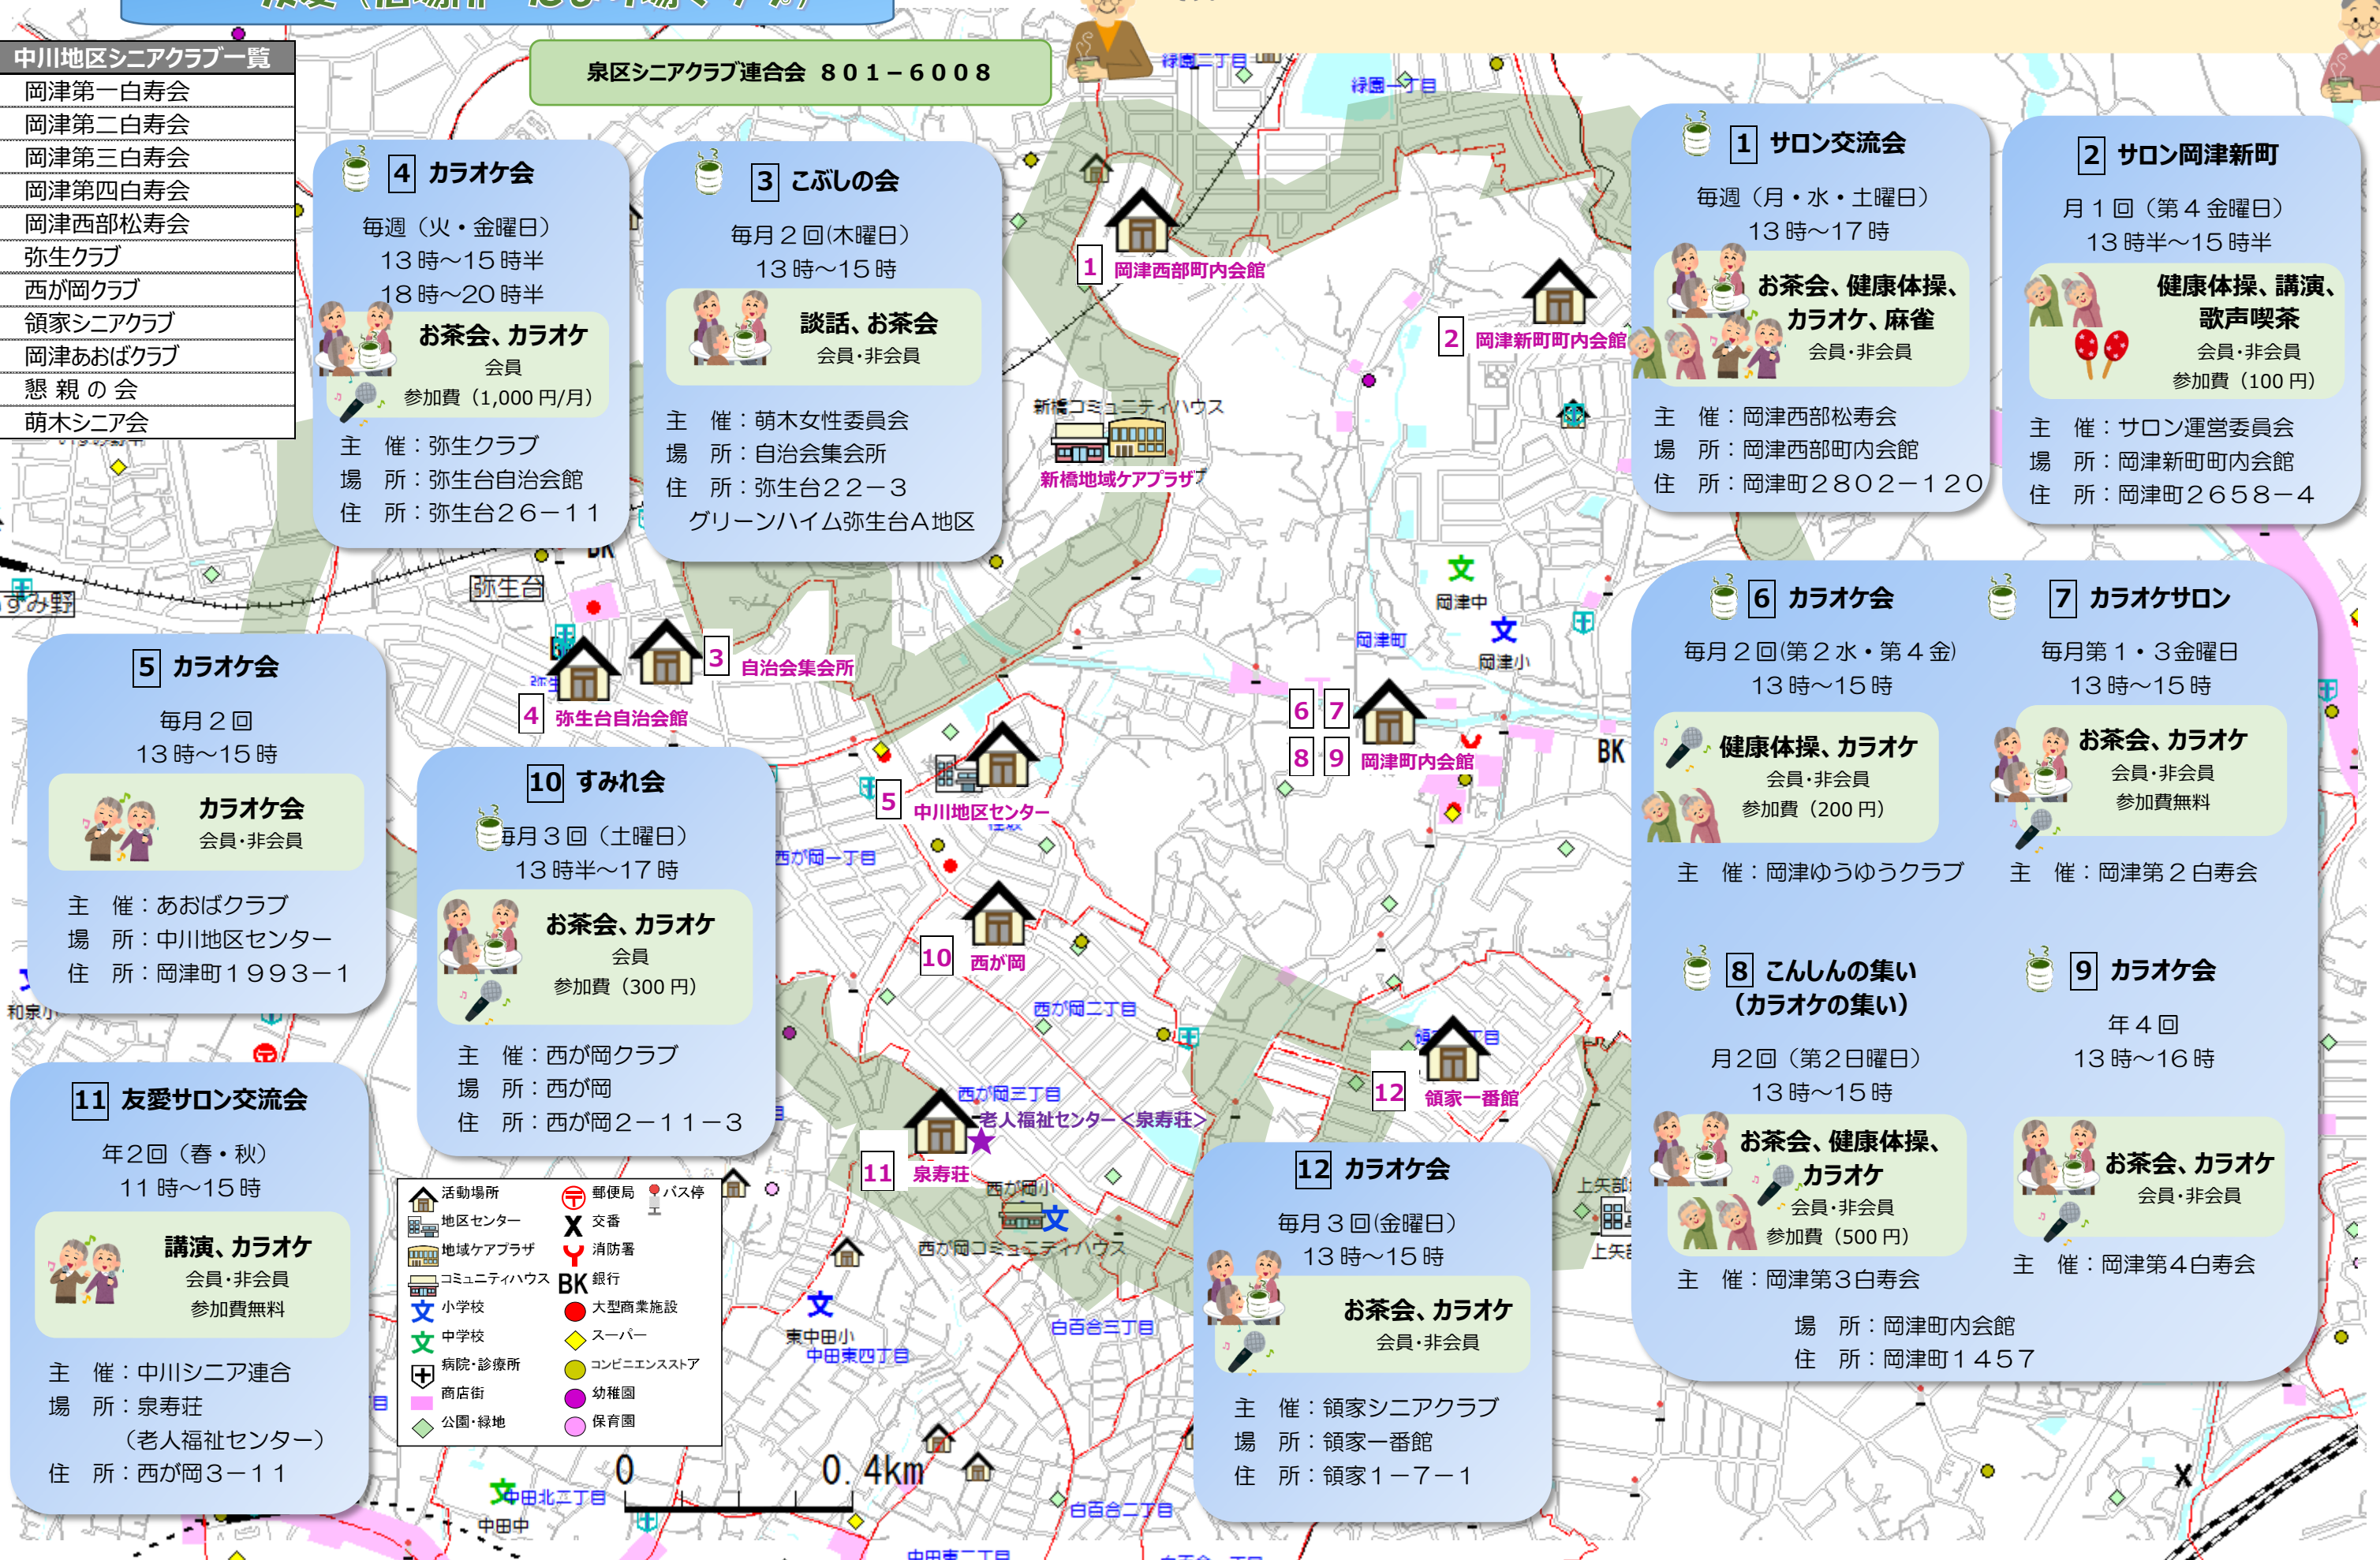 泉区シニアクラブ連合会 ８０１－６００８
中川地区シニアクラブ一覧
岡津第一白寿会
岡津第二白寿会
岡津第三白寿会
岡津第四白寿会
岡津西部松寿会
弥生クラブ
西が岡クラブ
領家シニアクラブ
岡津あおばクラブ
懇 親 の 会
萌木シニア会
4 カラオケ会
毎週（火・金曜日）
13時～15時半
18時～20時半
お茶会、カラオケ
会員
参加費（1,000円/月）
主　催：弥生クラブ
場　所：弥生台自治会館
住　所：弥生台２６－１１
3 こぶしの会
毎月２回(木曜日)
13時～15時
談話、お茶会
会員・非会員
主　催：萌木女性委員会
場　所：自治会集会所
住　所：弥生台２２－３
グリーンハイム弥生台Ａ地区
1 サロン交流会
毎週（月・水・土曜日）
13時～17時
お茶会、健康体操、
カラオケ、麻雀
会員・非会員
主　催：岡津西部松寿会
場　所：岡津西部町内会館
住　所：岡津町２８０２－１２０
2 サロン岡津新町
月１回（第４金曜日）
13時半～15時半
健康体操、講演、
歌声喫茶
会員・非会員
参加費（100円）
主　催：サロン運営委員会
場　所：岡津新町町内会館
住　所：岡津町２６５８－４
緑園二丁目
緑園一丁目
1 岡津西部町内会館
2 岡津新町町内会館
新橋コミュニティハウス
新橋地域ケアプラザ
BK
弥生台
すみ野
岡津中
岡津町
岡津小
3 自治会集会所
4 弥生台自治会館
6 7
8 9 岡津町内会館
BK
5 中川地区センター
西が岡一丁目
10 西が岡
西が岡二丁目
西が岡三丁目
老人福祉センター＜泉寿荘＞
11 泉寿荘
12 領家一番館
西が岡小
西が岡コミュニティハウス
和泉小
5 カラオケ会
毎月２回
13時～15時
カラオケ会
会員・非会員
主　催：あおばクラブ
場　所：中川地区センター
住　所：岡津町１９９３－１
10 すみれ会
毎月３回（土曜日）
13時半～17時
お茶会、カラオケ
会員
参加費（300円）
主　催：西が岡クラブ
場　所：西が岡
住　所：西が岡２－１１－３
6 カラオケ会
毎月２回(第２水・第４金)
13時～15時
健康体操、カラオケ
会員・非会員
参加費（200円）
主　催：岡津ゆうゆうクラブ
7 カラオケサロン
毎月第１・３金曜日
13時～15時
お茶会、カラオケ
会員・非会員
参加費無料
主　催：岡津第２白寿会
8 こんしんの集い
（カラオケの集い）
月２回（第２日曜日）
13時～15時
お茶会、健康体操、
カラオケ
会員・非会員
参加費（500円）
主　催：岡津第３白寿会
9 カラオケ会
年４回
13時～16時
お茶会、カラオケ
会員・非会員
主　催：岡津第４白寿会
場　所：岡津町内会館
住　所：岡津町１４５７
11 友愛サロン交流会
年２回（春・秋）
11時～15時
講演、カラオケ
会員・非会員
参加費無料
主　催：中川シニア連合
場　所：泉寿荘
（老人福祉センター）
住　所：西が岡３－１１
12 カラオケ会
毎月３回(金曜日)
13時～15時
お茶会、カラオケ
会員・非会員
主　催：領家シニアクラブ
場　所：領家一番館
住　所：領家１－７－１
活動場所
地区センター
地域ケアプラザ
コミュニティハウス
文 小学校
文 中学校
病院・診療所
商店街
公園・緑地
郵便局
バス停
X 交番
消防署
BK 銀行
大型商業施設
スーパー
コンビニエンスストア
幼稚園
保育園
東中田小
中田東四丁目
白百合三丁目
白百合二丁目
中田北二丁目
中田中
0 0.4km